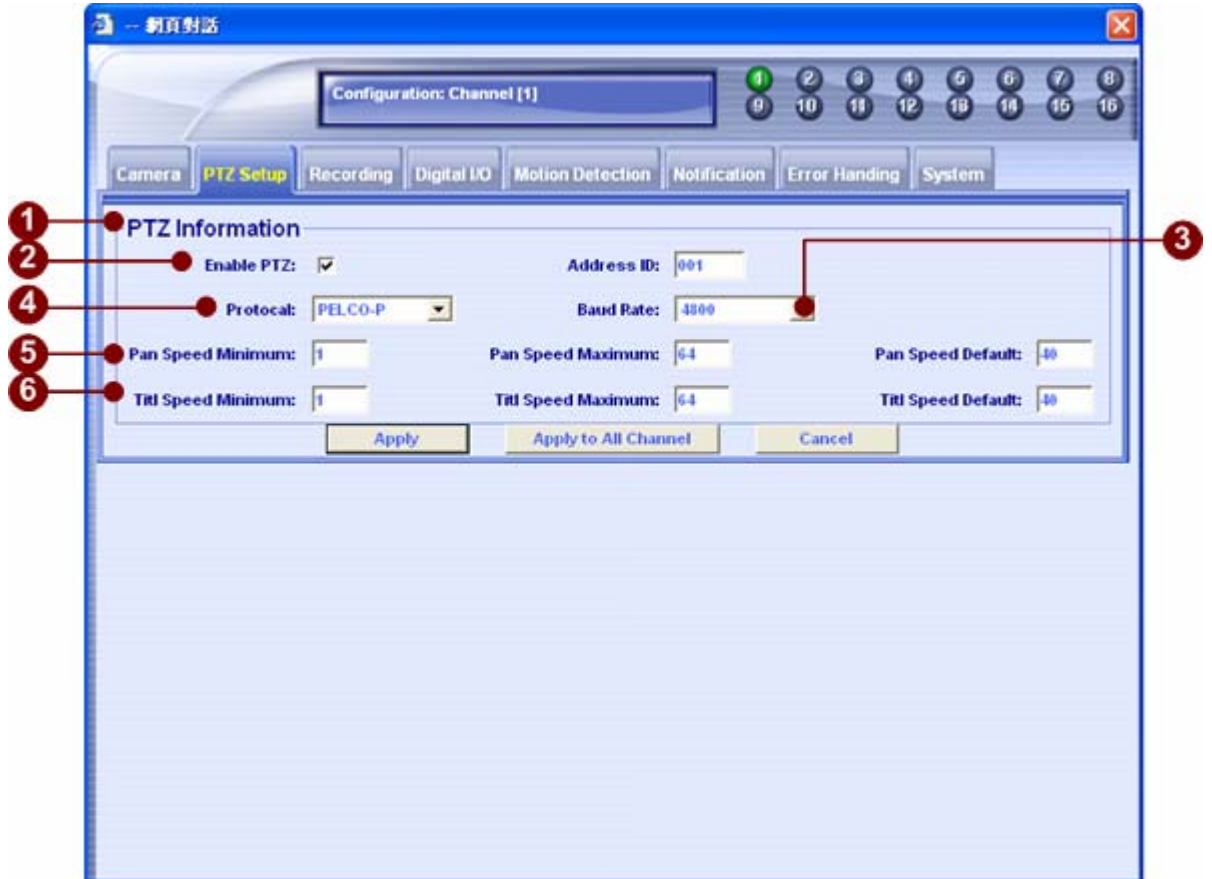 -- 網頁對話
Configuration: Channel [1]
1 2 3 4 5 6 7 8
9 10 11 12 13 14 15 16
Camera PTZ Setup Recording Digital I/O Motion Detection Notification Error Handing System
1 PTZ Information
2 Enable PTZ: Address ID: 001 3
4 Protocal: PELCO-P Baud Rate: 4800
5 Pan Speed Minimum: 1 Pan Speed Maximum: 64 Pan Speed Default: 40
6 Titl Speed Minimum: 1 Titl Speed Maximum: 64 Titl Speed Default: 40
Apply Apply to All Channel Cancel